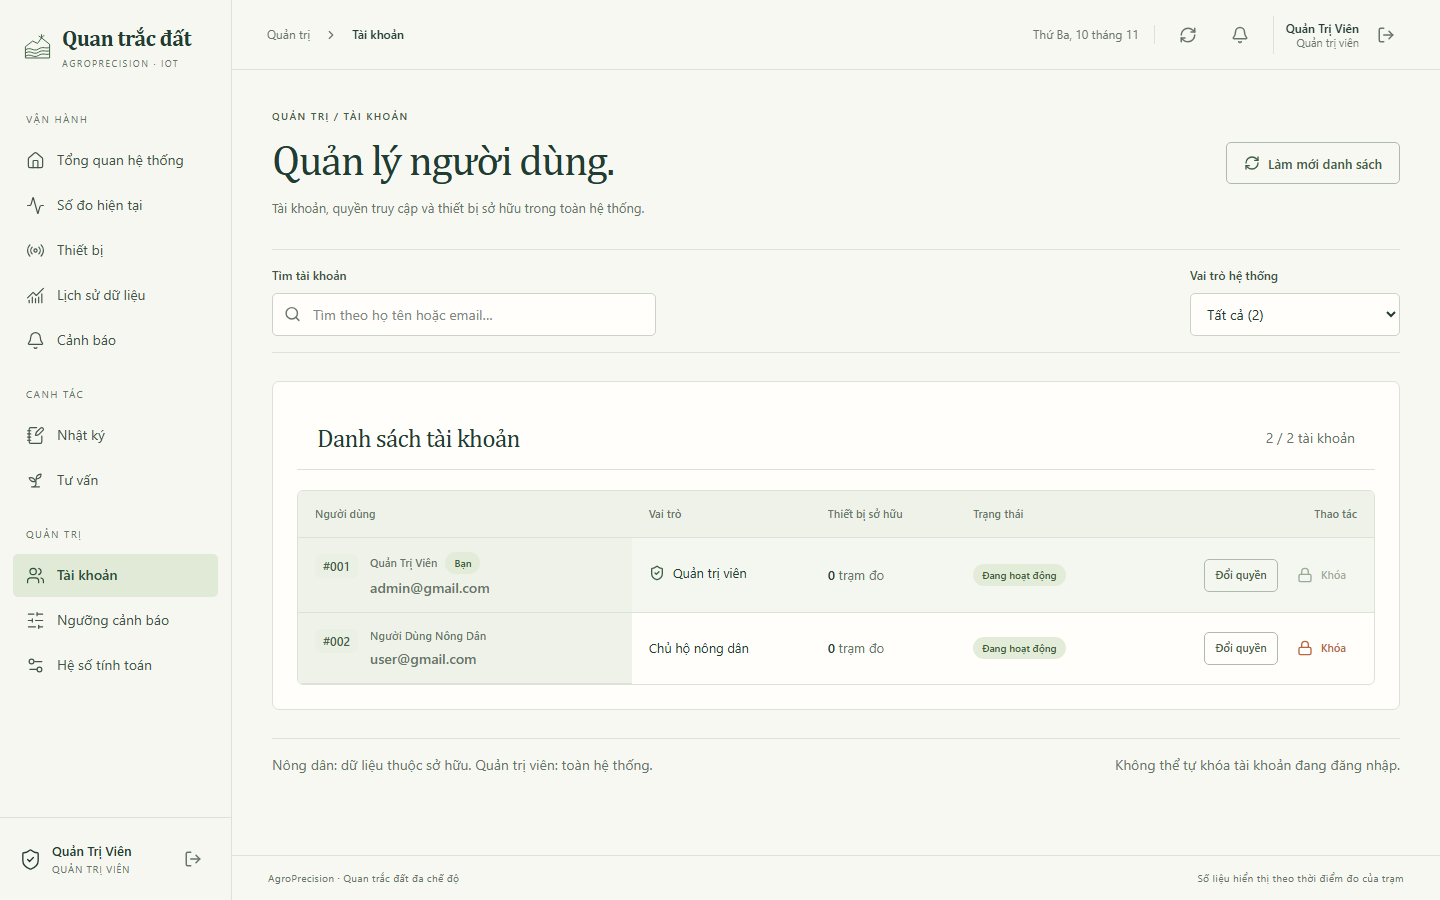 Quan trắc đất
AGROPRECISION · IOT
VẬN HÀNH
Tổng quan hệ thống
Số đo hiện tại
Thiết bị
Lịch sử dữ liệu
Cảnh báo
CANH TÁC
Nhật ký
Tư vấn
QUẢN TRỊ
Tài khoản
Ngưỡng cảnh báo
Hệ số tính toán
Quản Trị Viên
QUẢN TRỊ VIÊN
Quản trị > Tài khoản
Thứ Ba, 10 tháng 11
Quản Trị Viên
Quản trị viên
QUẢN TRỊ / TÀI KHOẢN
Quản lý người dùng.
Tài khoản, quyền truy cập và thiết bị sở hữu trong toàn hệ thống.
Làm mới danh sách
Tìm tài khoản
Tìm theo họ tên hoặc email...
Vai trò hệ thống
Tất cả (2)
Danh sách tài khoản
2 / 2 tài khoản
Người dùng Vai trò Thiết bị sở hữu Trạng thái Thao tác
#001 Quản Trị Viên Bạn
admin@gmail.com
Quản trị viên 0 trạm đo Đang hoạt động Đổi quyền Khóa
#002 Người Dùng Nông Dân
user@gmail.com
Chủ hộ nông dân 0 trạm đo Đang hoạt động Đổi quyền Khóa
Nông dân: dữ liệu thuộc sở hữu. Quản trị viên: toàn hệ thống.
Không thể tự khóa tài khoản đang đăng nhập.
AgroPrecision · Quan trắc đất đa chế độ
Số liệu hiển thị theo thời điểm đo của trạm